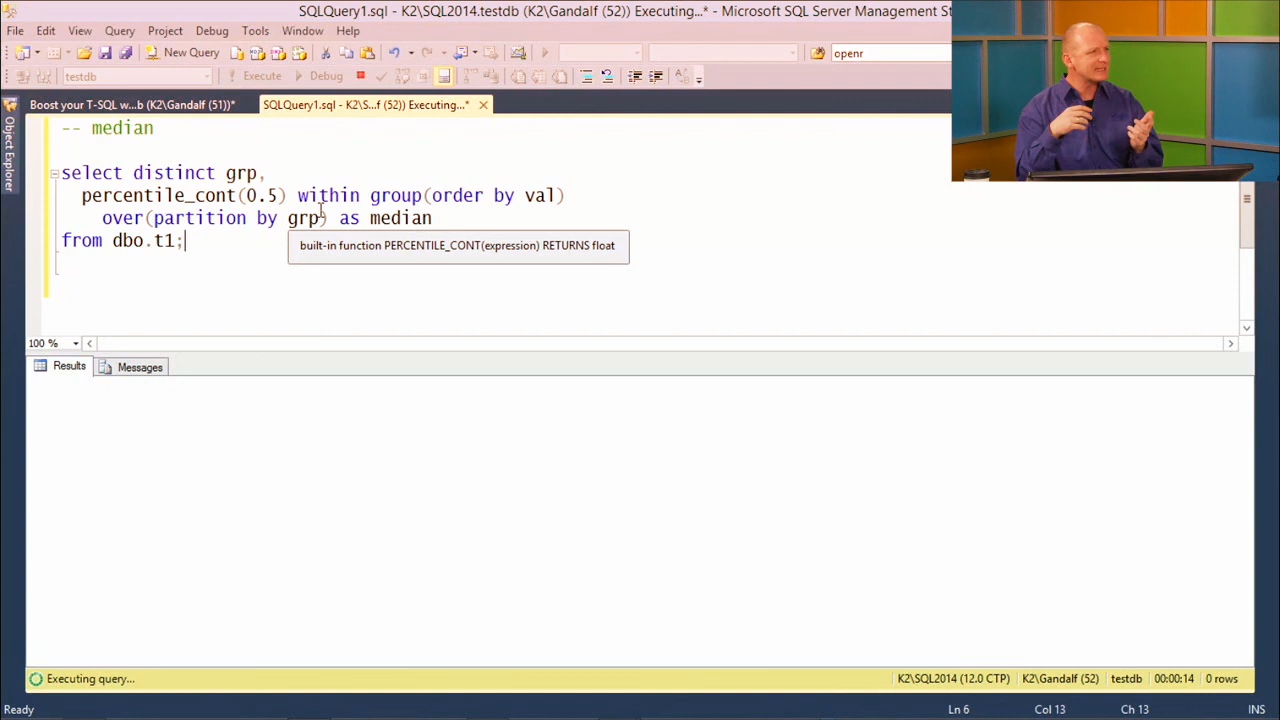 SQLQuery1.sql - K2\SQL2014.testdb (K2\Gandalf (52)) Executing...* - Microsoft SQL Server Management St
File Edit View Query Project Debug Tools Window Help
New Query openr
testdb Execute Debug
Boost your T-SQL w...b (K2\Gandalf (51))* SQLQuery1.sql - K2\S...f (52)) Executing...*
Object Explorer
-- median
select distinct grp,
percentile_cont(0.5) within group(order by val)
over(partition by grp) as median
from dbo.t1;
built-in function PERCENTILE_CONT(expression) RETURNS float
100 %
Results Messages
Executing query... K2\SQL2014 (12.0 CTP) K2\Gandalf (52) testdb 00:00:14 0 rows
Ready Ln 6 Col 13 Ch 13 INS